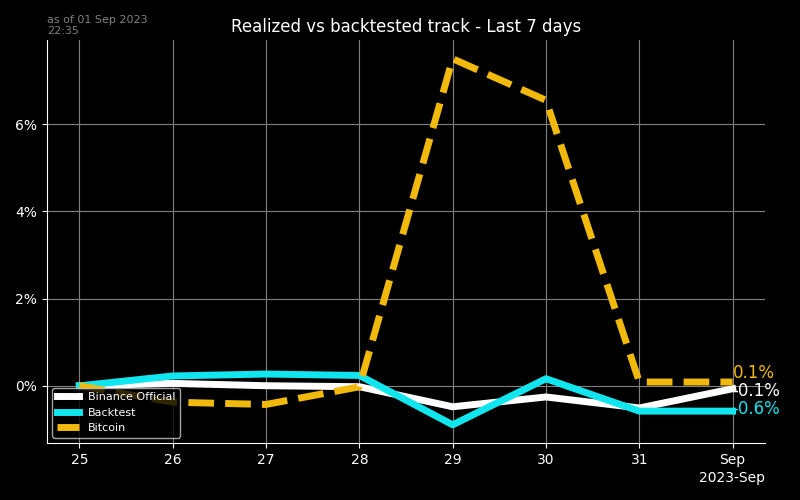 as of 01 Sep 2023
22:35
Realized vs backtested track - Last 7 days
6%
4%
2%
0%
0.1%
-0.1%
-0.6%
Binance Official
Backtest
Bitcoin
25 26 27 28 29 30 31 Sep
2023-Sep